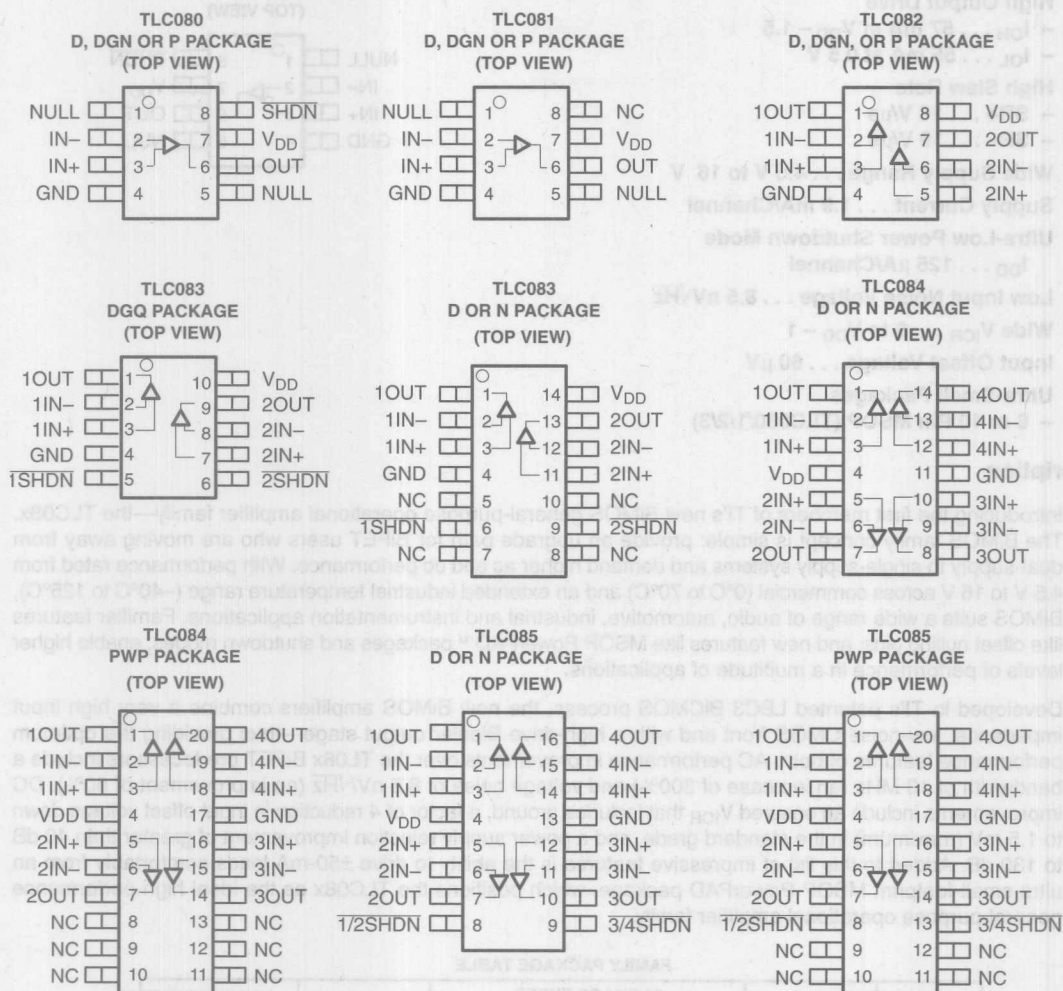 TLC080
D, DGN OR P PACKAGE
(TOP VIEW)
NULL 1 8 SHDN
IN− 2 7 VDD
IN+ 3 6 OUT
GND 4 5 NULL
TLC081
D, DGN OR P PACKAGE
(TOP VIEW)
NULL 1 8 NC
IN− 2 7 VDD
IN+ 3 6 OUT
GND 4 5 NULL
TLC082
D, DGN, OR P PACKAGE
(TOP VIEW)
1OUT 1 8 VDD
1IN− 2 7 2OUT
1IN+ 3 6 2IN−
GND 4 5 2IN+
TLC083
DGQ PACKAGE
(TOP VIEW)
1OUT 1 10 VDD
1IN− 2 9 2OUT
1IN+ 3 8 2IN−
GND 4 7 2IN+
1SHDN 5 6 2SHDN
TLC083
D OR N PACKAGE
(TOP VIEW)
1OUT 1 14 VDD
1IN− 2 13 2OUT
1IN+ 3 12 2IN−
GND 4 11 2IN+
NC 5 10 NC
1SHDN 6 9 2SHDN
NC 7 8 NC
TLC084
D OR N PACKAGE
(TOP VIEW)
1OUT 1 14 4OUT
1IN− 2 13 4IN−
1IN+ 3 12 4IN+
VDD 4 11 GND
2IN+ 5 10 3IN+
2IN− 6 9 3IN−
2OUT 7 8 3OUT
TLC084
PWP PACKAGE
(TOP VIEW)
1OUT 1 20 4OUT
1IN− 2 19 4IN−
1IN+ 3 18 4IN+
VDD 4 17 GND
2IN+ 5 16 3IN+
2IN− 6 15 3IN−
2OUT 7 14 3OUT
NC 8 13 NC
NC 9 12 NC
NC 10 11 NC
TLC085
D OR N PACKAGE
(TOP VIEW)
1OUT 1 16 4OUT
1IN− 2 15 4IN−
1IN+ 3 14 4IN+
VDD 4 13 GND
2IN+ 5 12 3IN+
2IN− 6 11 3IN−
2OUT 7 10 3OUT
1/2SHDN 8 9 3/4SHDN
TLC085
PWP PACKAGE
(TOP VIEW)
1OUT 1 20 4OUT
1IN− 2 19 4IN−
1IN+ 3 18 4IN+
VDD 4 17 GND
2IN+ 5 16 3IN+
2IN− 6 15 3IN−
2OUT 7 14 3OUT
1/2SHDN 8 13 3/4SHDN
NC 9 12 NC
NC 10 11 NC